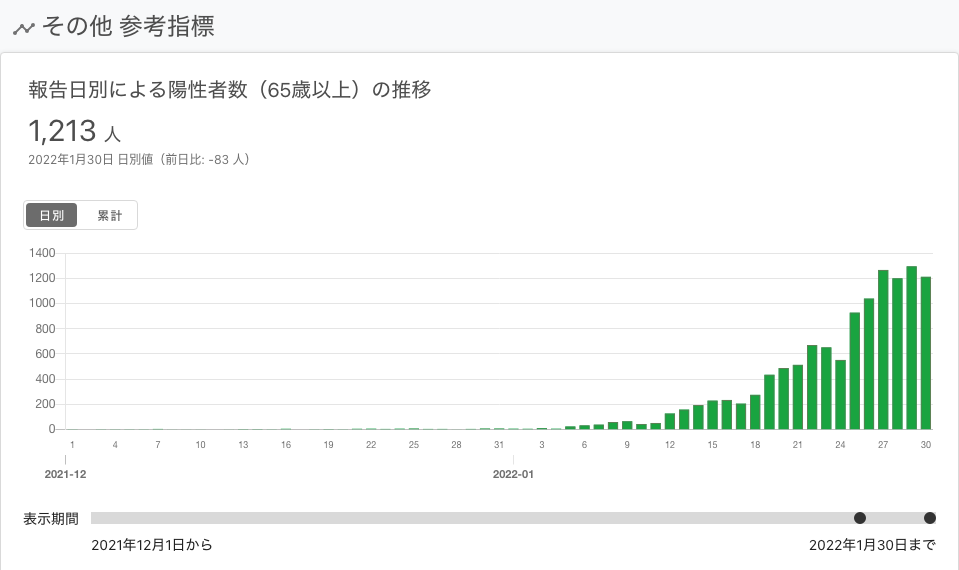 その他 参考指標
報告日別による陽性者数（65歳以上）の推移
1,213 人
2022年1月30日 日別値（前日比: -83 人）
日別 累計
1400
1200
1000
800
600
400
200
0
1 4 7 10 13 16 19 22 25 28 31 3 6 9 12 15 18 21 24 27 30
2021-12 2022-01
表示期間
2021年12月1日から 2022年1月30日まで